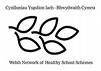 Cynlluniau Ysgolion Iach - Rhwydwaith Cymru
Welsh Network of Healthy School Schemes